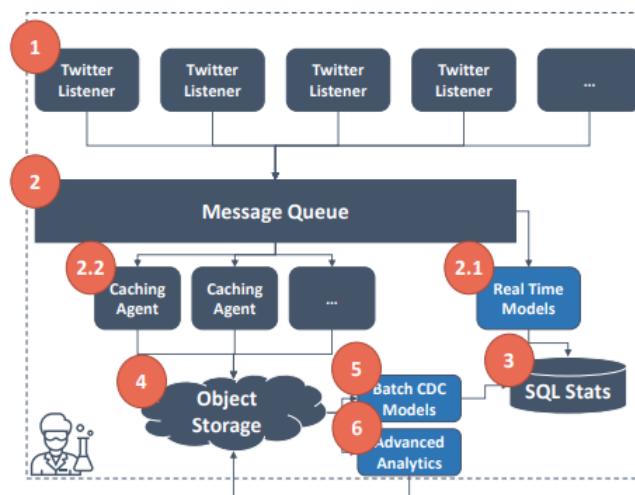 1
Twitter
Listener
Twitter
Listener
Twitter
Listener
Twitter
Listener
...
2
Message Queue
2.2
Caching
Agent
Caching
Agent
...
2.1
Real Time
Models
3
SQL Stats
4
Object
Storage
5
Batch CDC
Models
6
Advanced
Analytics